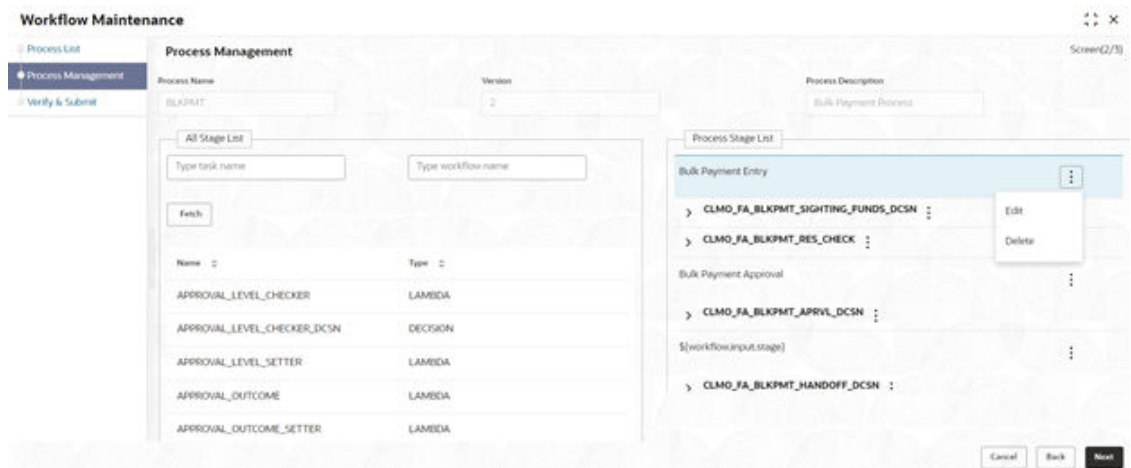 Workflow Maintenance
Process List
Process Management
Verify & Submit
Process Management
Screen(2/3)
Process Name
Version
Process Description
BLKPMT
2
Bulk Payment Process
All Stage List
Type task name
Type workflow name
Fetch
Name
Type
APPROVAL_LEVEL_CHECKER
LAMBDA
APPROVAL_LEVEL_CHECKER_DCSN
DECISION
APPROVAL_LEVEL_SETTER
LAMBDA
APPROVAL_OUTCOME
LAMBDA
APPROVAL_OUTCOME_SETTER
LAMBDA
Process Stage List
Bulk Payment Entry
CLMO_FA_BLKPMT_SIGHTING_FUNDS_DCSN
Edit
CLMO_FA_BLKPMT_RES_CHECK
Delete
Bulk Payment Approval
CLMO_FA_BLKPMT_APRVL_DCSN
${workflow.input.stage}
CLMO_FA_BLKPMT_HANDOFF_DCSN
Cancel
Back
Next